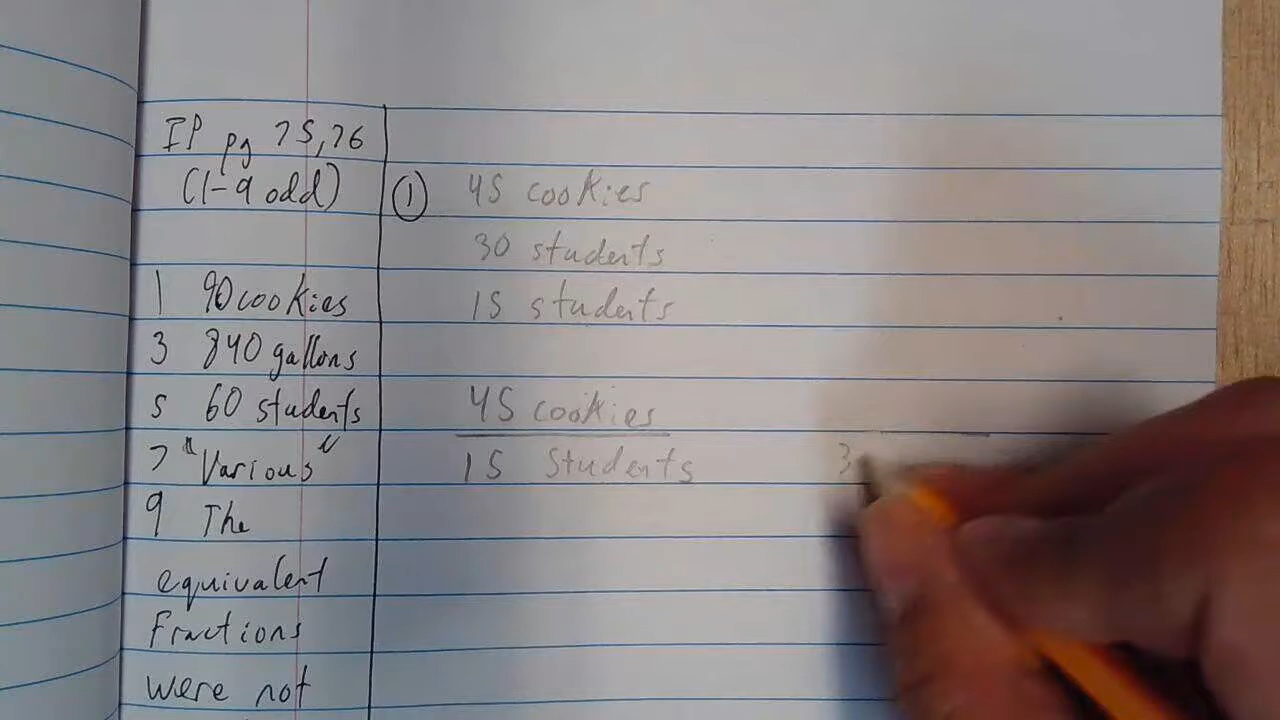 IP pg 75,76
(1-9 odd)
1 90 cookies
3 840 gallons
5 60 students
7 "Various"
9 The
equivalent
fractions
were not
① 45 cookies
30 students
15 students
45 cookies
15 Students
3